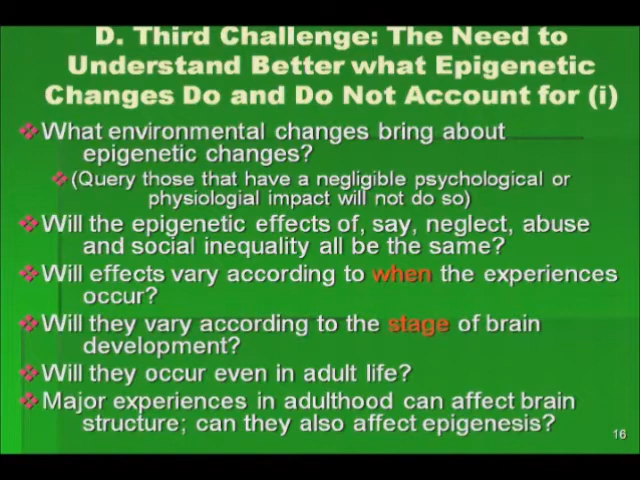 D. Third Challenge: The Need to
Understand Better what Epigenetic
Changes Do and Do Not Account for (i)
What environmental changes bring about
epigenetic changes?
(Query those that have a negligible psychological or
physiologial impact will not do so)
Will the epigenetic effects of, say, neglect, abuse
and social inequality all be the same?
Will effects vary according to when the experiences
occur?
Will they vary according to the stage of brain
development?
Will they occur even in adult life?
Major experiences in adulthood can affect brain
structure; can they also affect epigenesis?
16